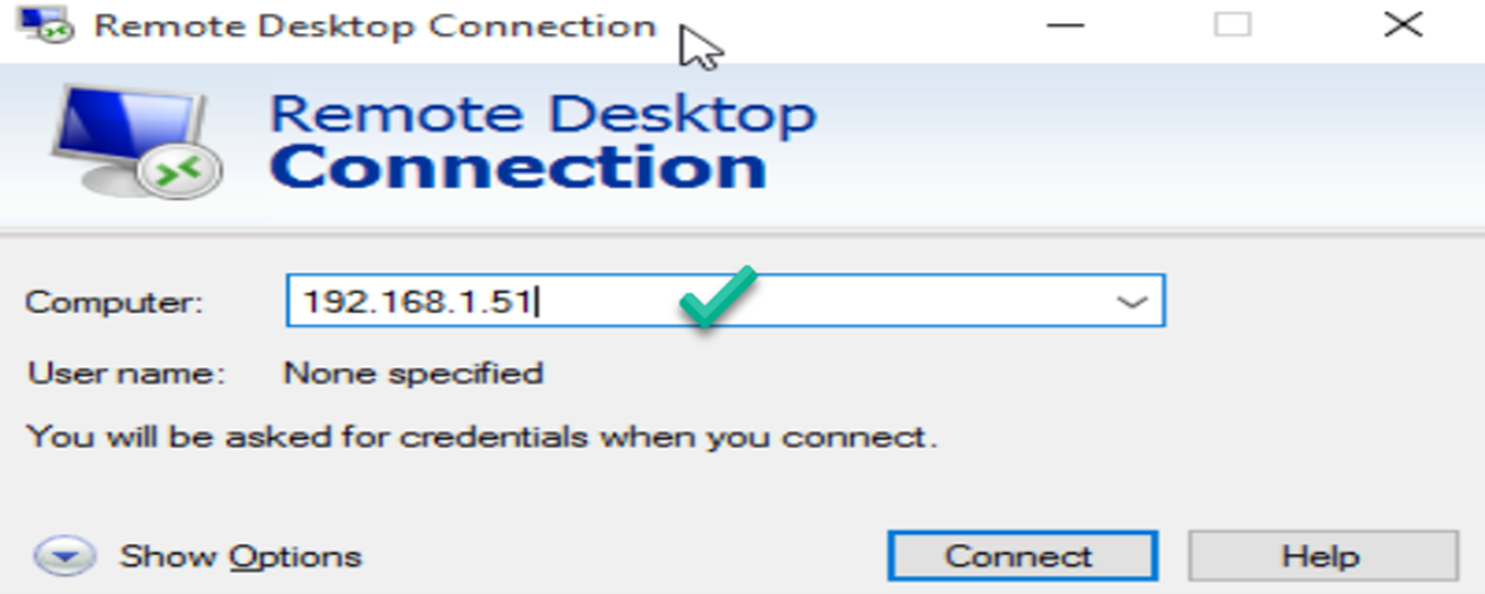 Remote Desktop Connection
Remote Desktop
Connection
Computer: 192.168.1.51
User name: None specified
You will be asked for credentials when you connect.
Show Options Connect Help